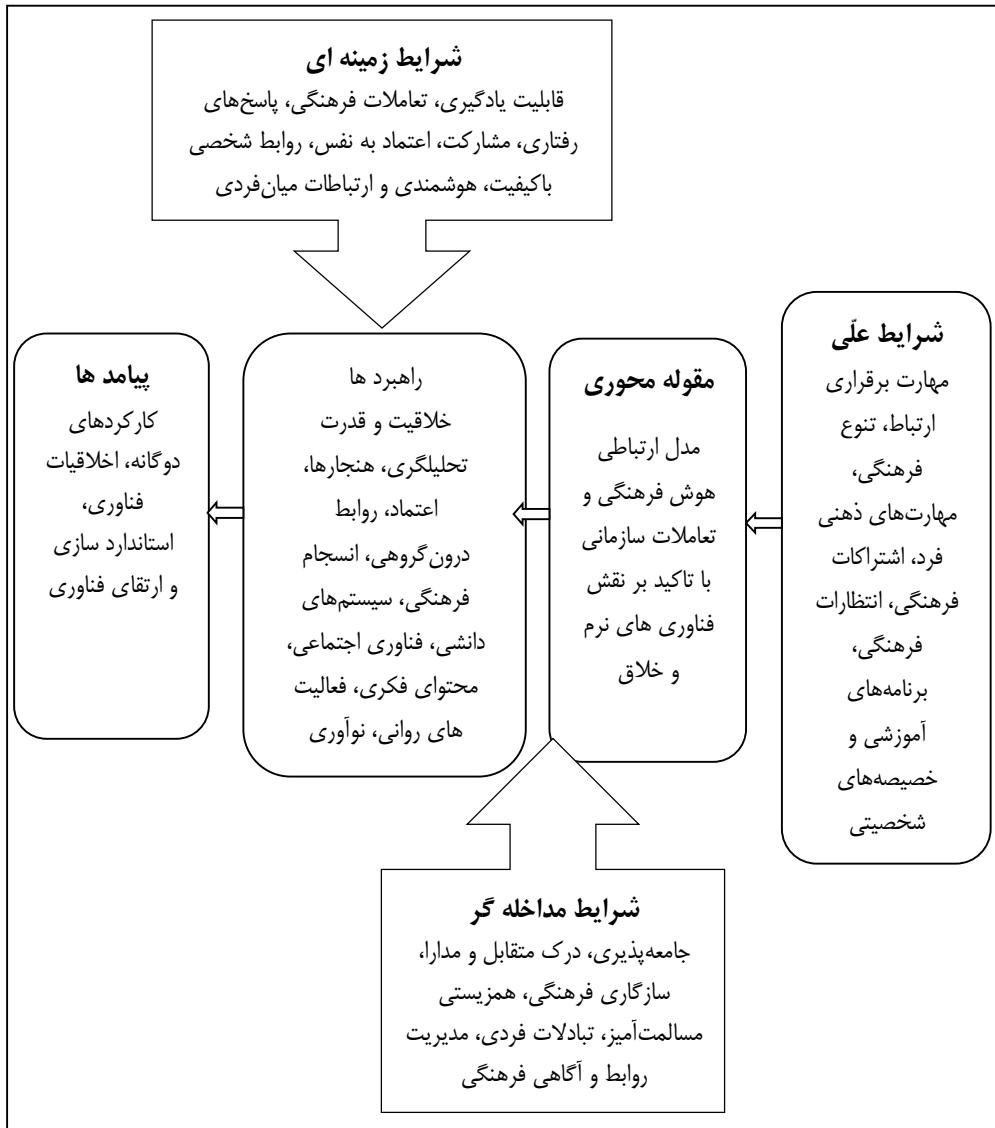 شرایط زمینه ای
قابلیت یادگیری، تعاملات فرهنگی، پاسخ‌های
رفتاری، مشارکت، اعتماد به نفس، روابط شخصی
باکیفیت، هوشمندی و ارتباطات میان‌فردی
شرایط علّی
مهارت برقراری
ارتباط، تنوع
فرهنگی،
مهارت‌های ذهنی
فرد، اشتراکات
فرهنگی، انتظارات
فرهنگی،
برنامه‌های
آموزشی و
خصیصه‌های
شخصیتی
مقوله محوری
مدل ارتباطی
هوش فرهنگی و
تعاملات سازمانی
با تاکید بر نقش
فناوری های نرم
و خلاق
راهبرد ها
خلاقیت و قدرت
تحلیلگری، هنجارها،
اعتماد، روابط
درون‌گروهی، انسجام
فرهنگی، سیستم‌های
دانشی، فناوری اجتماعی،
محتوای فکری، فعالیت
های روانی، نوآوری
پیامد ها
کارکردهای
دوگانه، اخلاقیات
فناوری،
استاندارد سازی
و ارتقای فناوری
شرایط مداخله گر
جامعه‌پذیری، درک متقابل و مدارا،
سازگاری فرهنگی، همزیستی
مسالمت‌آمیز، تبادلات فردی، مدیریت
روابط و آگاهی فرهنگی